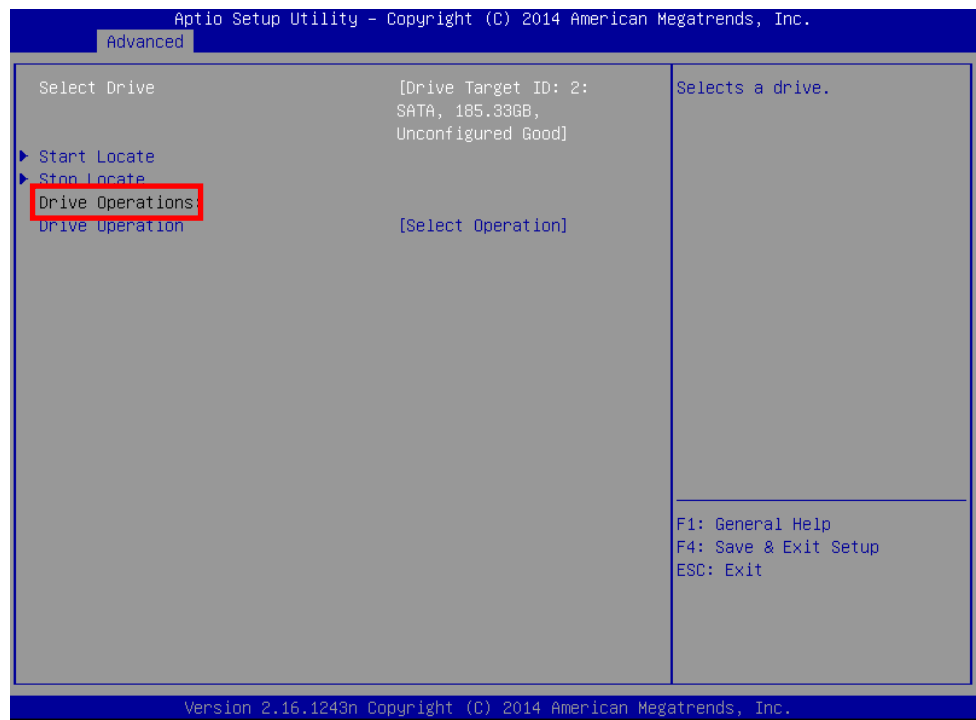 Aptio Setup Utility – Copyright (C) 2014 American Megatrends, Inc.
Advanced
Select Drive [Drive Target ID: 2:
SATA, 185.33GB,
Unconfigured Good]
Start Locate
Stop Locate
Drive Operations:
Drive Operation [Select Operation]
Selects a drive.
F1: General Help
F4: Save & Exit Setup
ESC: Exit
Version 2.16.1243n Copyright (C) 2014 American Megatrends, Inc.